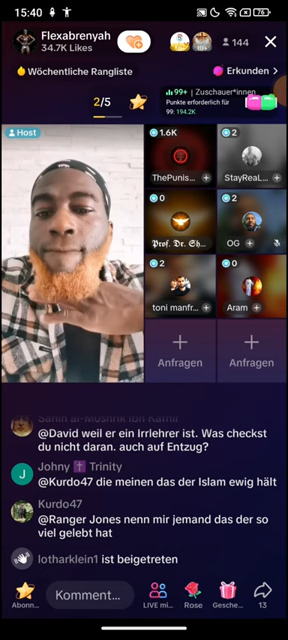 15:40
76
Flexabrenyah
34.7K Likes
144
Wöchentliche Rangliste
Erkunden >
2/5
99+ | Zuschauer*innen
Punkte erforderlich für
99: 194.2K
Host
1.6K
ThePunis...
2
StayReaL...
0
Prof. Dr. Sh...
2
OG
2
toni manfr...
0
Aram
Anfragen
Anfragen
@David weil er ein Irrlehrer ist. Was checkst
du nicht daran. auch auf Entzug?
Johny ✝️ Trinity
@Kurdo47 die meinen das der Islam ewig hält
Kurdo47
@Ranger Jones nenn mir jemand das der so
viel gelebt hat
lotharklein1 ist beigetreten
Abonn...
Komment...
LIVE mi...
Rose
Gesche...
13